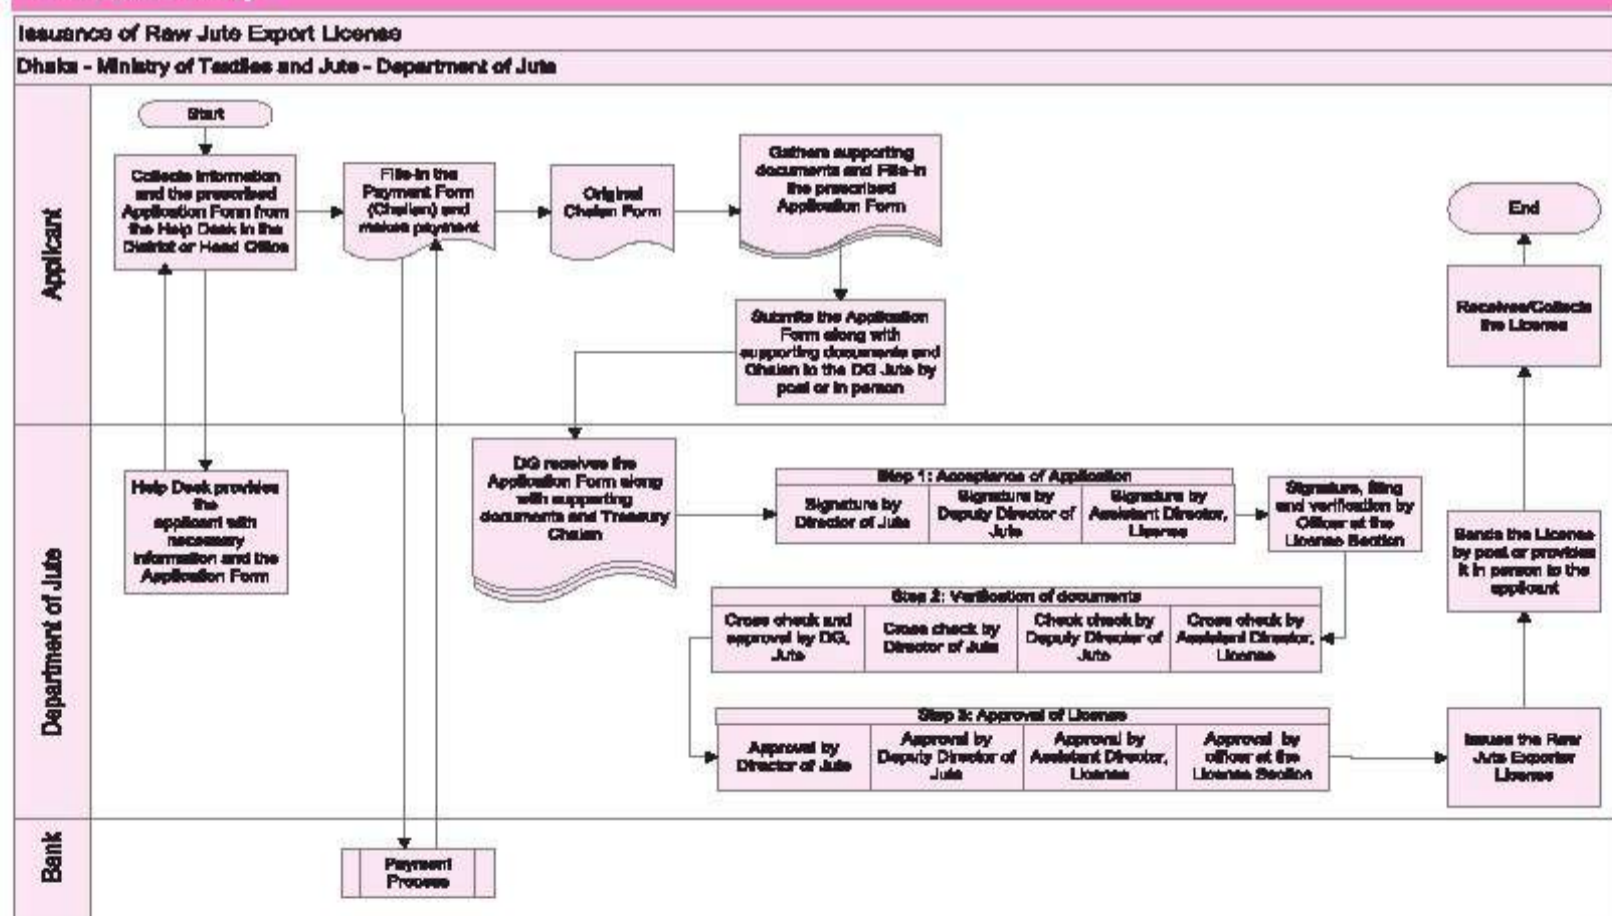 Issuance of Raw Jute Export License
Dhaka - Ministry of Textiles and Jute - Department of Jute
Applicant
Start
Collects information
and the prescribed
Application Form from
the Help Desk in the
District or Head Office
Fills-in the
Payment Form
(Chalan) and
makes payment
Original
Chalan Form
Gathers supporting
documents and Fills-in
the prescribed
Application Form
Submits the Application
Form along with
supporting documents and
Chalan to the DG Jute by
post or in person
End
Receives/Collects
the License
Department of Jute
Help Desk provides
the
applicant with
necessary
information and the
Application Form
DG receives the
Application Form along
with supporting
documents and Treasury
Chalan
Step 1: Acceptance of Application
Signature by
Director of Jute
Signature by
Deputy Director of
Jute
Signature by
Assistant Director,
License
Signature, filing
and verification by
Officer at the
License Section
Step 2: Verification of documents
Cross check and
approval by DG,
Jute
Cross check by
Director of Jute
Check check by
Deputy Director of
Jute
Cross check by
Assistant Director,
License
Step 3: Approval of License
Approval by
Director of Jute
Approval by
Deputy Director of
Jute
Approval by
Assistant Director,
License
Approval by
officer at the
License Section
Sends the License
by post or provides
it in person to the
applicant
Issues the Raw
Jute Exporter
License
Bank
Payment
Process